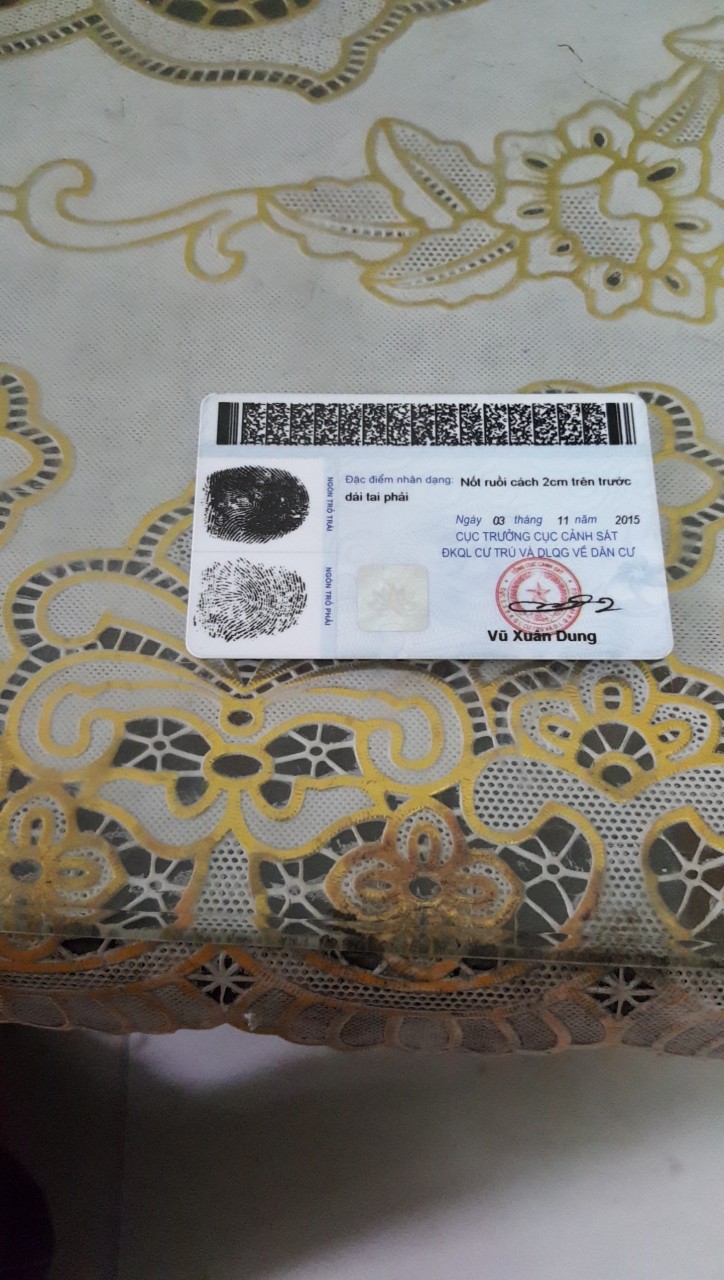 Đặc điểm nhân dạng: Nốt ruồi cách 2cm trên trước
dái tai phải
NGÓN TRỎ TRÁI
NGÓN TRỎ PHẢI
Ngày 03 tháng 11 năm 2015
CỤC TRƯỞNG CỤC CẢNH SÁT
ĐKQL CƯ TRÚ VÀ DLQG VỀ DÂN CƯ
Vũ Xuân Dung